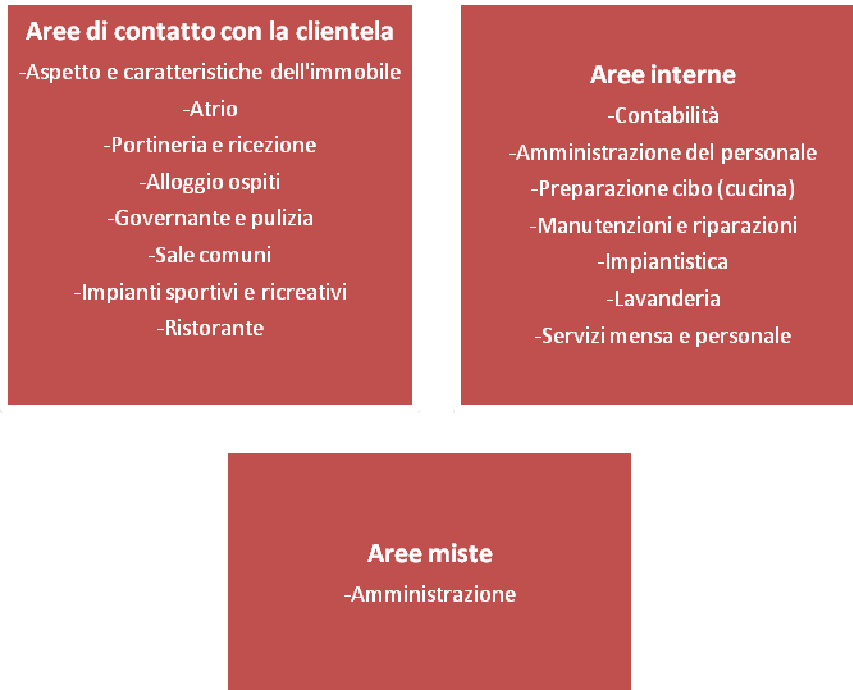 Aree di contatto con la clientela
-Aspetto e caratteristiche dell'immobile
-Atrio
-Portineria e ricezione
-Alloggio ospiti
-Governante e pulizia
-Sale comuni
-Impianti sportivi e ricreativi
-Ristorante
Aree interne
-Contabilità
-Amministrazione del personale
-Preparazione cibo (cucina)
-Manutenzioni e riparazioni
-Impiantistica
-Lavanderia
-Servizi mensa e personale
Aree miste
-Amministrazione